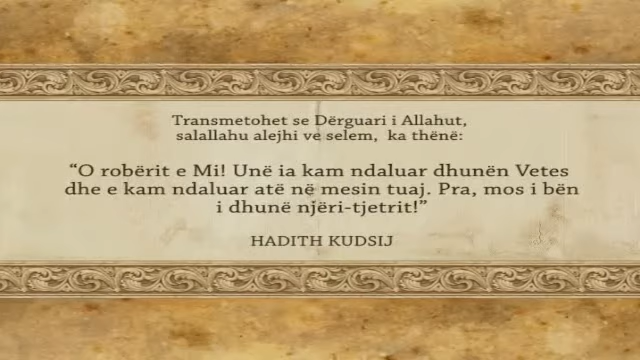 Transmetohet se Dërguari i Allahut,
salallahu alejhi ve selem, ka thënë:
“O robërit e Mi! Unë ia kam ndaluar dhunën Vetes
dhe e kam ndaluar atë në mesin tuaj. Pra, mos i bën
i dhunë njëri-tjetrit!”
HADITH KUDSIJ